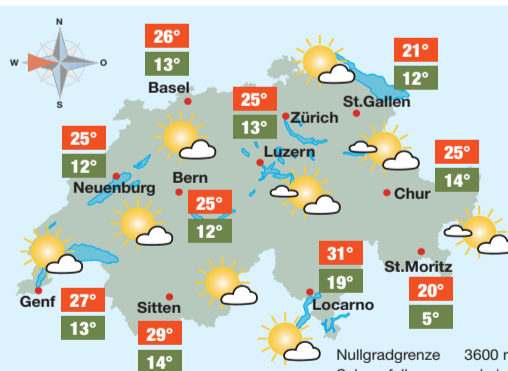 N
W O
S
26°
13°
Basel
21°
12°
St.Gallen
25°
13°
Zürich
Luzern
25°
12°
Neuenburg
Bern
25°
12°
25°
14°
Chur
St.Moritz
20°
5°
31°
19°
Locarno
Genf
27°
13°
Sitten
29°
14°
Nullgradgrenze 3600